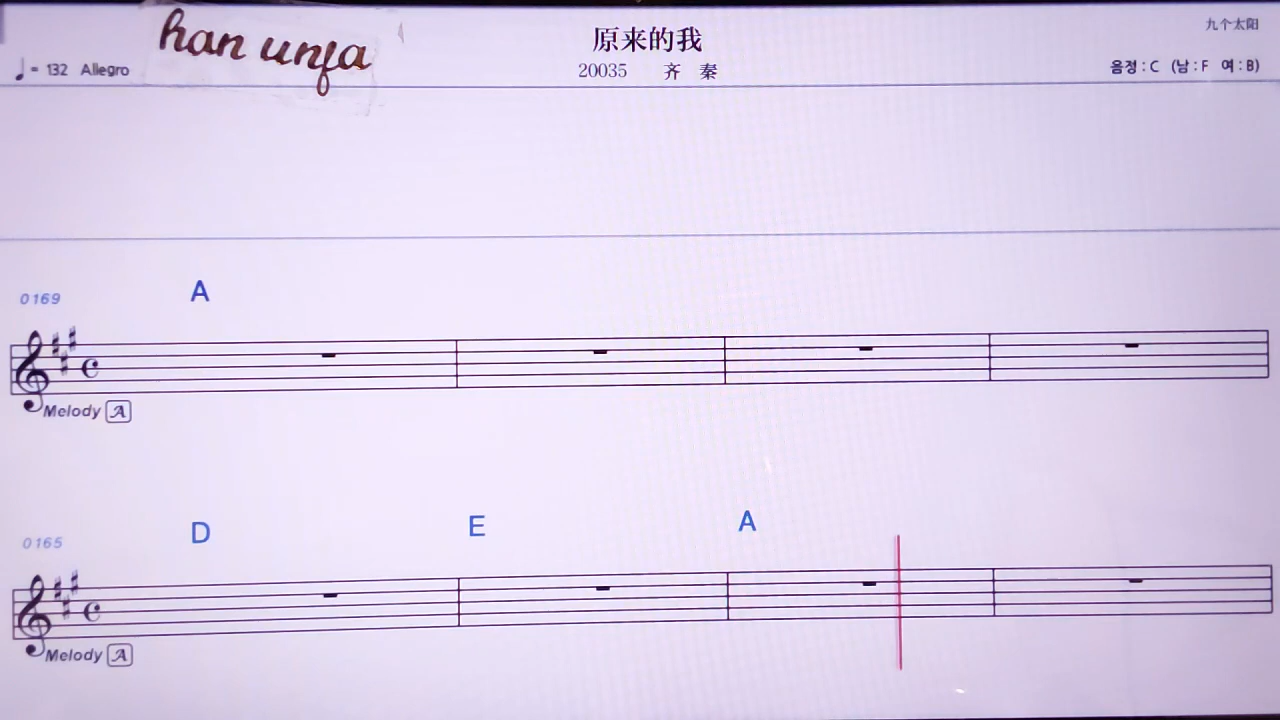 han unfa
原来的我
九个太阳
♩= 132 Allegro
20035 齐 秦
음정 : C (남 : F 여 : B)
A
0169
Melody A
D E A
0165
Melody A